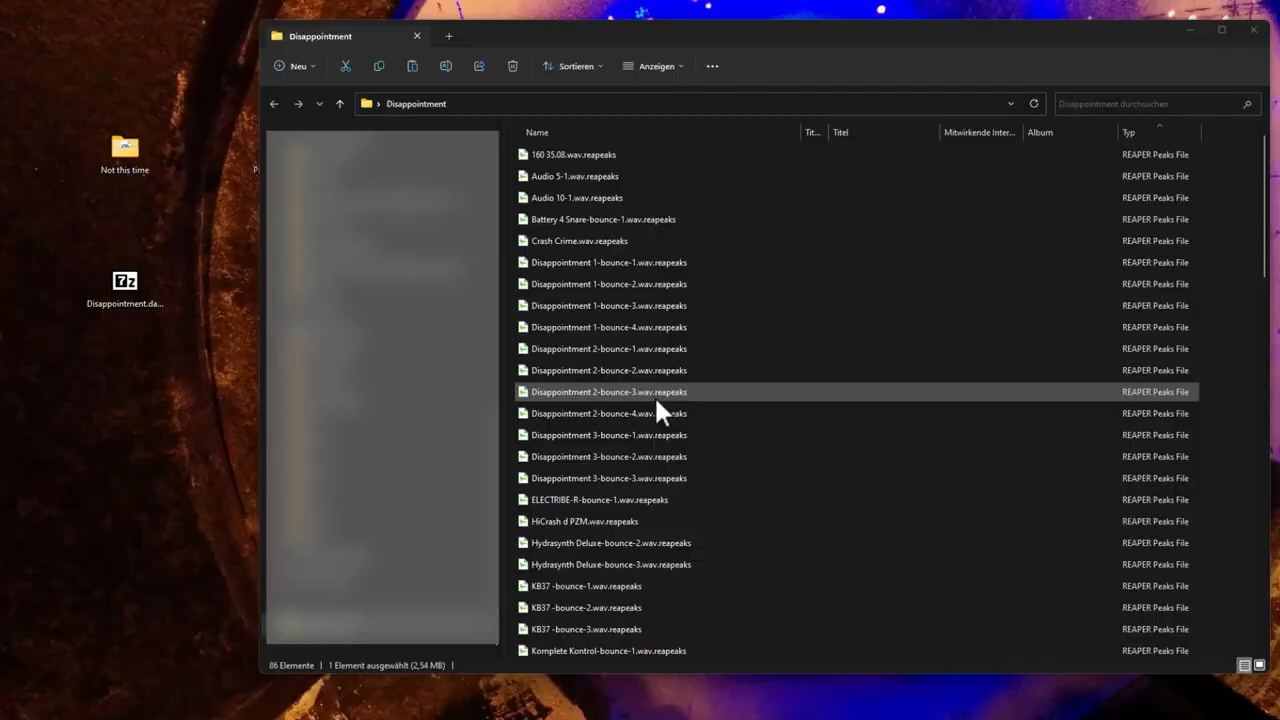 Disappointment
Neu
Sortieren
Anzeigen
Disappointment
Disappointment durchsuchen
Name
Tit...
Titel
Mitwirkende Inter...
Album
Typ
160 35.08.wav.reapeaks REAPER Peaks File
Audio 5-1.wav.reapeaks REAPER Peaks File
Not this time
Audio 10-1.wav.reapeaks REAPER Peaks File
Battery 4 Snare-bounce-1.wav.reapeaks REAPER Peaks File
Crash Crime.wav.reapeaks REAPER Peaks File
Disappointment 1-bounce-1.wav.reapeaks REAPER Peaks File
Disappointment 1-bounce-2.wav.reapeaks REAPER Peaks File
7z
Disappointment.da...
Disappointment 1-bounce-3.wav.reapeaks REAPER Peaks File
Disappointment 1-bounce-4.wav.reapeaks REAPER Peaks File
Disappointment 2-bounce-1.wav.reapeaks REAPER Peaks File
Disappointment 2-bounce-2.wav.reapeaks REAPER Peaks File
Disappointment 2-bounce-3.wav.reapeaks REAPER Peaks File
Disappointment 2-bounce-4.wav.reapeaks REAPER Peaks File
Disappointment 3-bounce-1.wav.reapeaks REAPER Peaks File
Disappointment 3-bounce-2.wav.reapeaks REAPER Peaks File
Disappointment 3-bounce-3.wav.reapeaks REAPER Peaks File
ELECTRIBE-R-bounce-1.wav.reapeaks REAPER Peaks File
HiCrash d PZM.wav.reapeaks REAPER Peaks File
Hydrasynth Deluxe-bounce-2.wav.reapeaks REAPER Peaks File
Hydrasynth Deluxe-bounce-3.wav.reapeaks REAPER Peaks File
KB37 -bounce-1.wav.reapeaks REAPER Peaks File
KB37 -bounce-2.wav.reapeaks REAPER Peaks File
KB37 -bounce-3.wav.reapeaks REAPER Peaks File
Komplete Kontrol-bounce-1.wav.reapeaks REAPER Peaks File
86 Elemente
1 Element ausgewählt (2,54 MB)